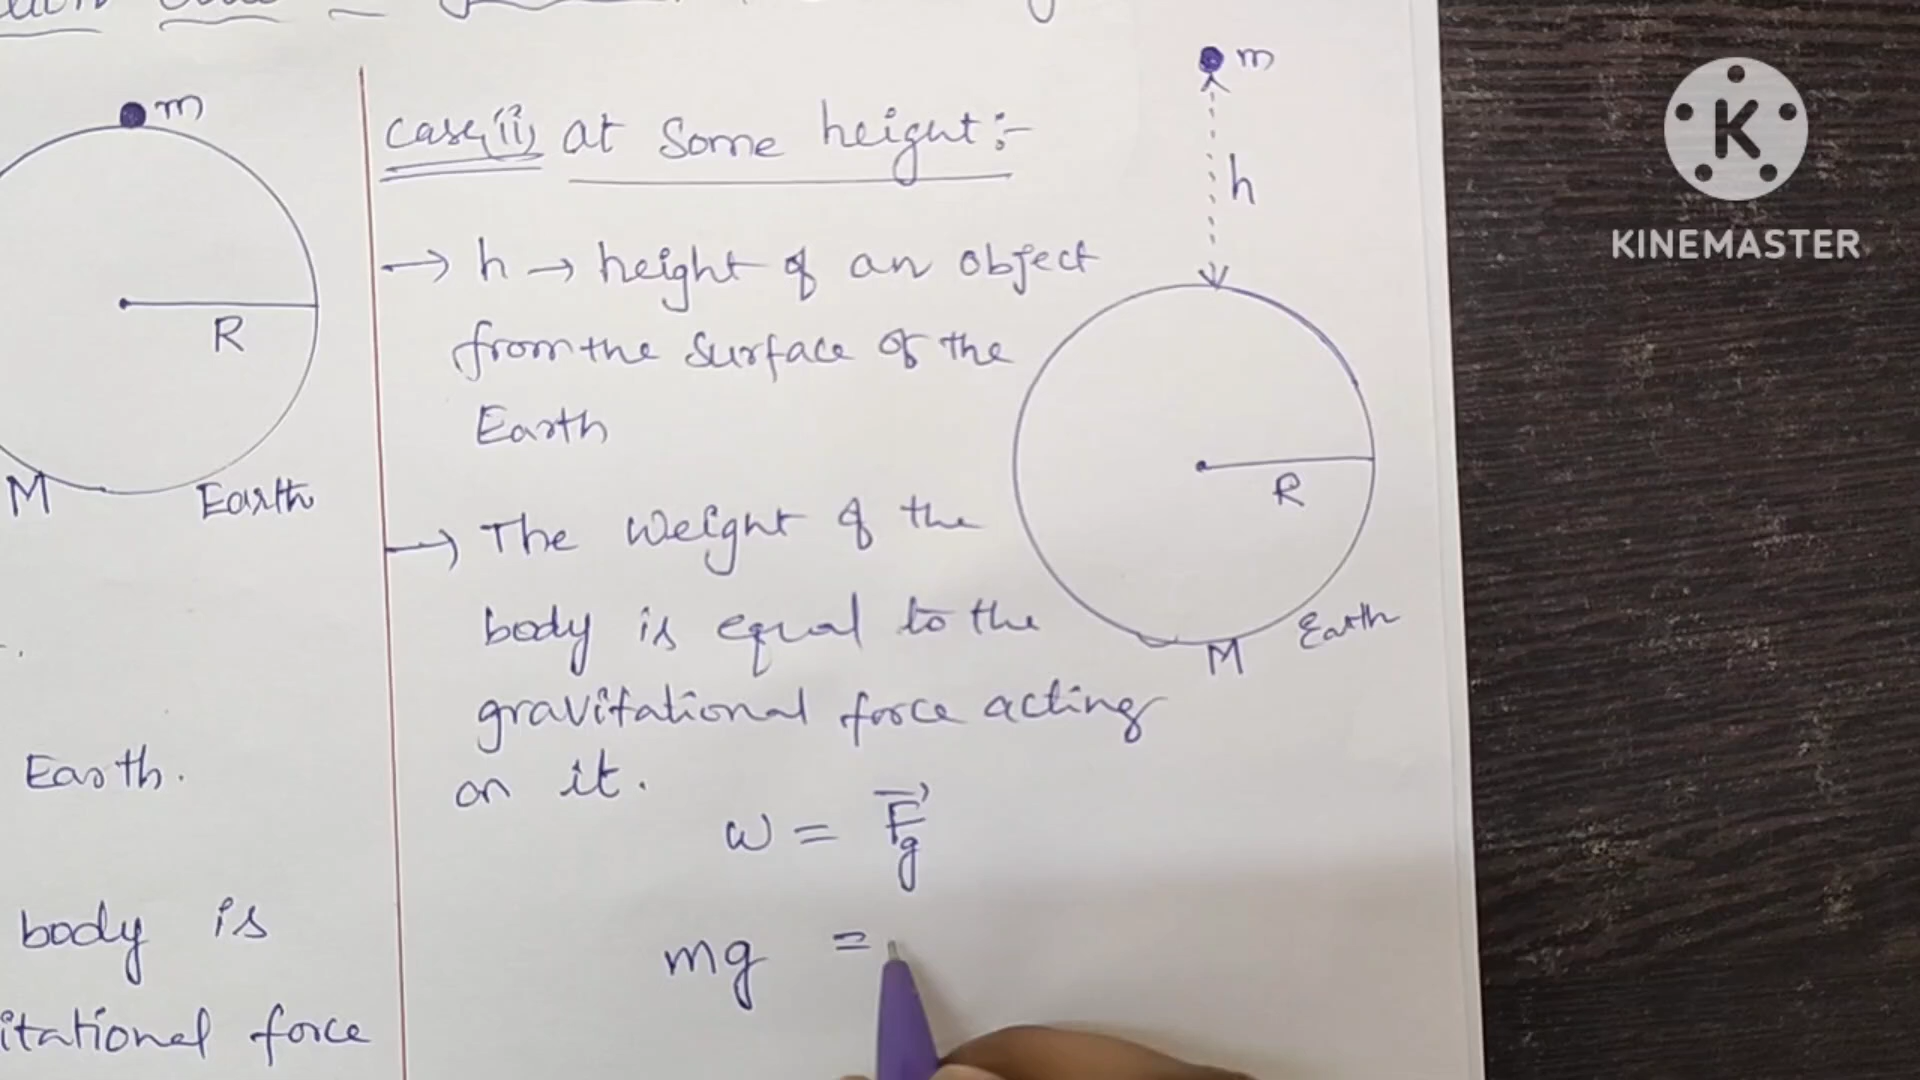 m
R
M
Earth
Earth.
body is
itational force
case(ii) at some height:-
→ h → height of an object
from the surface of the
Earth
→ The weight of the
body is equal to the
gravitational force acting
on it.
w = F⃗g
mg =
m
h
R
M
Earth
K
KINEMASTER